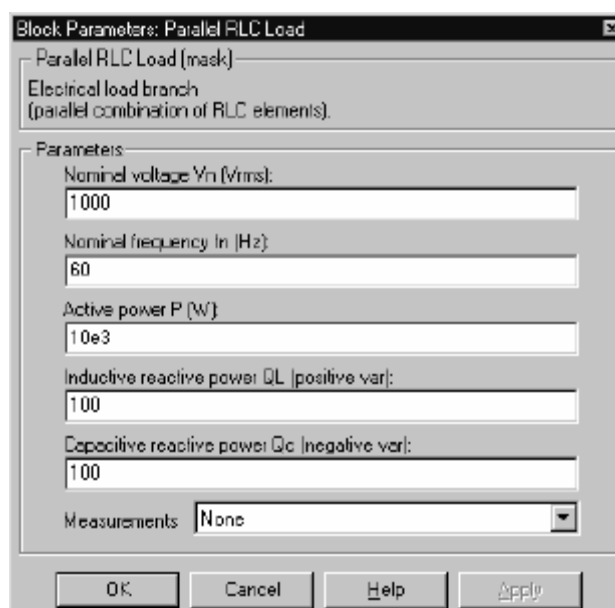 Block Parameters: Parallel RLC Load
Parallel RLC Load (mask)
Electrical load branch
(parallel combination of RLC elements).
Parameters
Nominal voltage Vn (Vrms):
1000
Nominal frequency fn (Hz):
60
Active power P (W):
10e3
Inductive reactive power QL (positive var):
100
Capacitive reactive power Qc (negative var):
100
Measurements None
OK Cancel Help Apply